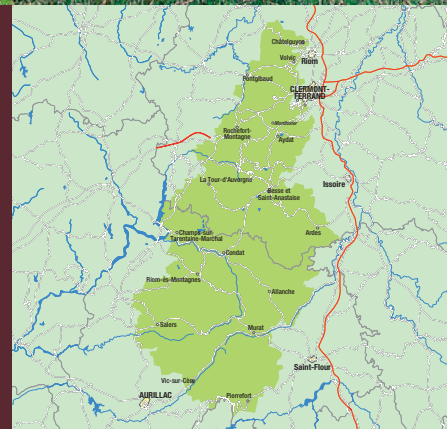 Châtelguyon
Volvic
Riom
Pontgibaud
CLERMONT-
FERRAND
Montlosier
Rochefort-
Montagne
Aydat
La Tour-d'Auvergne
Issoire
Besse et
Saint-Anastaise
Champs-sur-
Tarentaine-Marchal
Ardes
Condat
Riom-ès-Montagnes
Allanche
Salers
Murat
Saint-Flour
Vic-sur-Cère
AURILLAC
Pierrefort